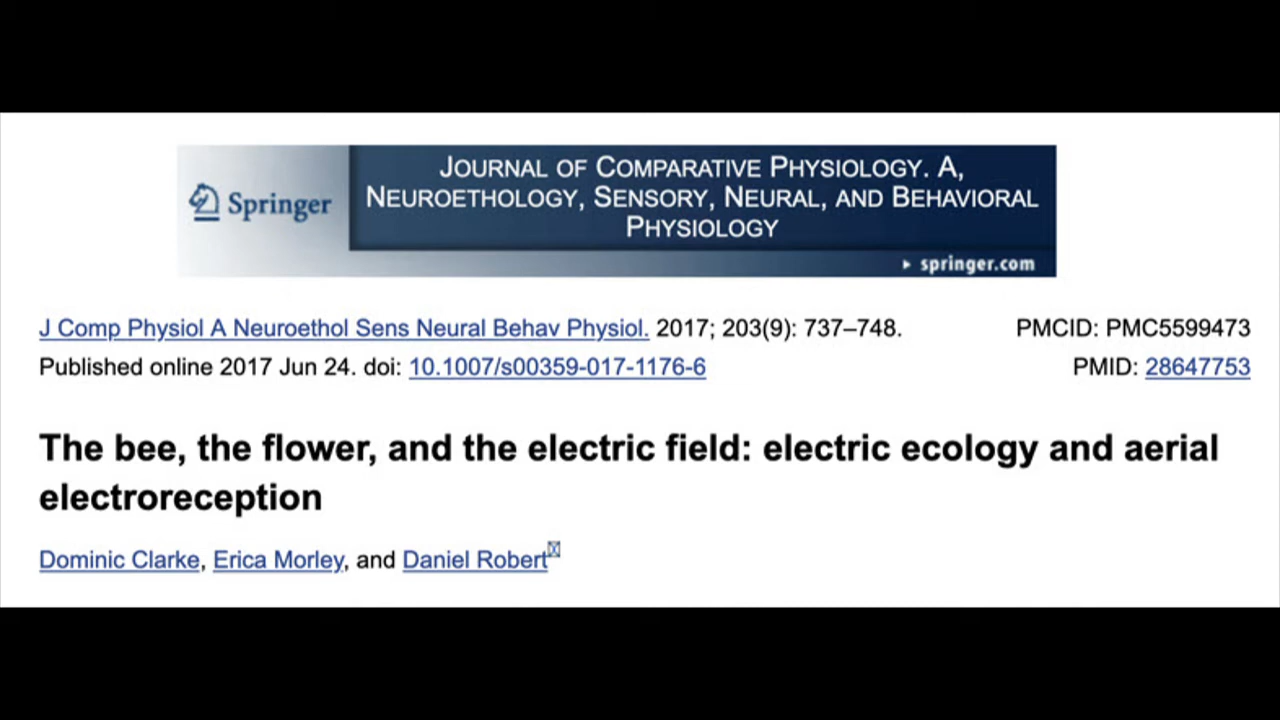 Springer
JOURNAL OF COMPARATIVE PHYSIOLOGY. A,
NEUROETHOLOGY, SENSORY, NEURAL, AND BEHAVIORAL
PHYSIOLOGY
springer.com
J Comp Physiol A Neuroethol Sens Neural Behav Physiol. 2017; 203(9): 737–748.
PMCID: PMC5599473
Published online 2017 Jun 24. doi: 10.1007/s00359-017-1176-6
PMID: 28647753
The bee, the flower, and the electric field: electric ecology and aerial
electroreception
Dominic Clarke, Erica Morley, and Daniel Robert